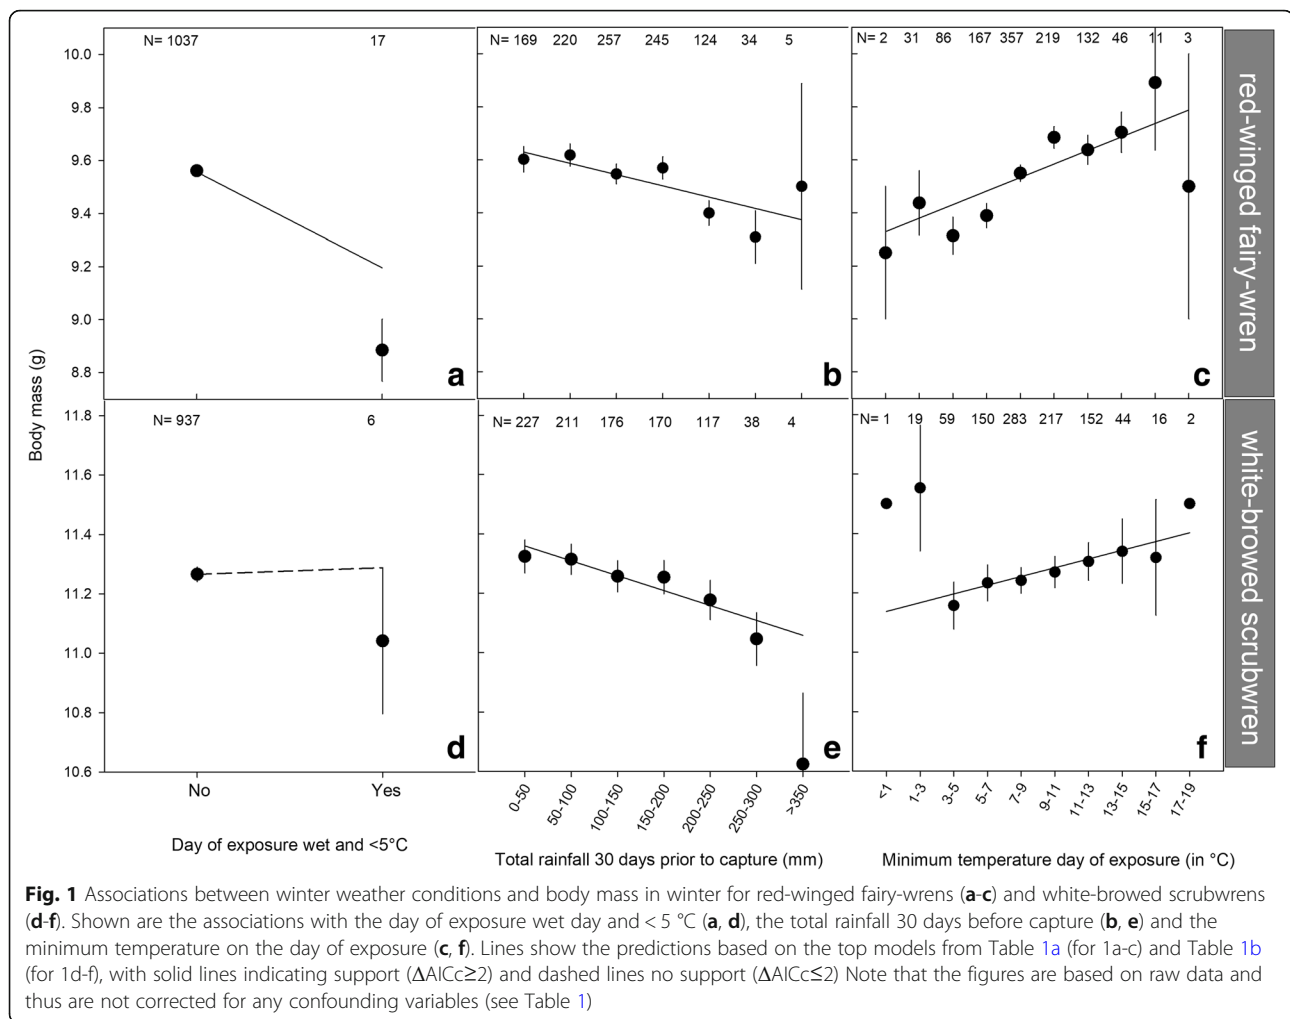 N= 1037 17
N= 169 220 257 245 124 34 5
N= 2 31 86 167 357 219 132 46 11 3
10.0
9.8
9.6
9.4
9.2
9.0
8.8
a
b
c
red-winged fairy-wren
Body mass (g)
N= 937 6
N= 227 211 176 170 117 38 4
N= 1 19 59 150 283 217 152 44 16 2
11.8
11.6
11.4
11.2
11.0
10.8
10.6
d
e
f
white-browed scrubwren
No Yes
0-50 50-100 100-150 150-200 200-250 250-300 >350
<1 1-3 3-5 5-7 7-9 9-11 11-13 13-15 15-17 17-19
Day of exposure wet and <5°C
Total rainfall 30 days prior to capture (mm)
Minimum temperature day of exposure (in °C)
Fig. 1 Associations between winter weather conditions and body mass in winter for red-winged fairy-wrens (a-c) and white-browed scrubwrens
(d-f). Shown are the associations with the day of exposure wet day and < 5 °C (a, d), the total rainfall 30 days before capture (b, e) and the
minimum temperature on the day of exposure (c, f). Lines show the predictions based on the top models from Table 1a (for 1a-c) and Table 1b
(for 1d-f), with solid lines indicating support (ΔAICc≥2) and dashed lines no support (ΔAICc≤2) Note that the figures are based on raw data and
thus are not corrected for any confounding variables (see Table 1)